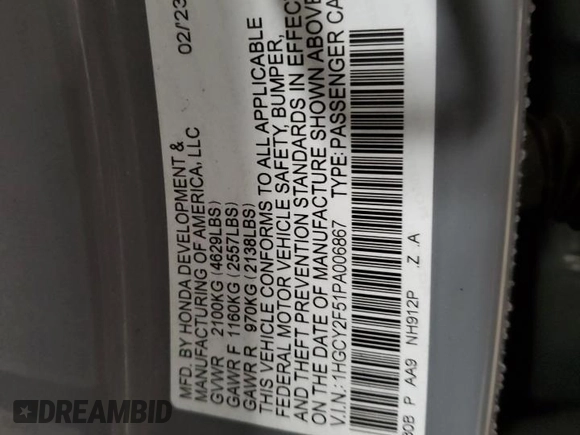 02/'23
MFD. BY HONDA DEVELOPMENT &
MANUFACTURING OF AMERICA, LLC
GVWR 2100KG (4629LBS)
GAWR F 1160KG (2557LBS)
GAWR R 970KG (2138LBS)
THIS VEHICLE CONFORMS TO ALL APPLICABLE
FEDERAL MOTOR VEHICLE SAFETY, BUMPER,
AND THEFT PREVENTION STANDARDS IN EFFECT
ON THE DATE OF MANUFACTURE SHOWN ABOVE
V.I.N.: 1HGCY2F51PA006867 TYPE: PASSENGER CA
30B P AA9 NH912P .Z .A
DREAMBID